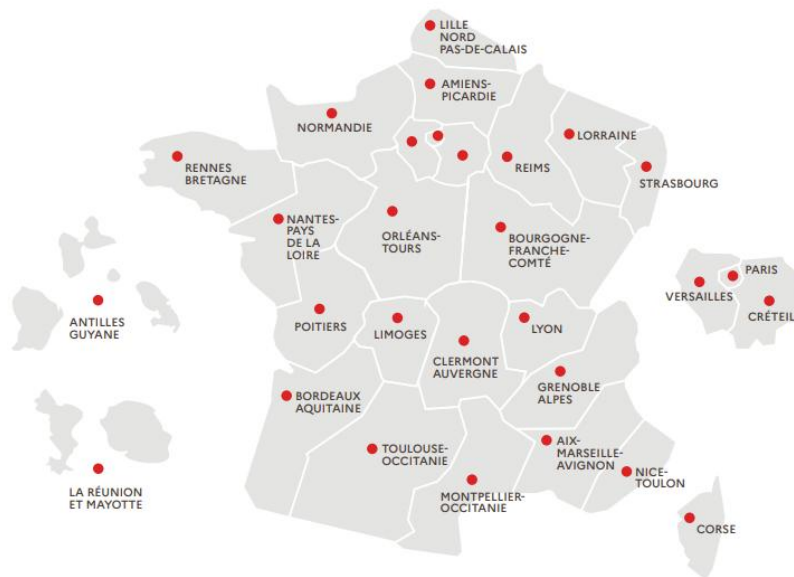 LILLE
NORD
PAS-DE-CALAIS
AMIENS-
PICARDIE
NORMANDIE
LORRAINE
REIMS
RENNES
BRETAGNE
STRASBOURG
NANTES-
PAYS
DE LA
LOIRE
ORLÉANS-
TOURS
BOURGOGNE-
FRANCHE-
COMTÉ
PARIS
VERSAILLES
CRÉTEIL
ANTILLES
GUYANE
POITIERS
LIMOGES
LYON
CLERMONT
AUVERGNE
GRENOBLE
ALPES
BORDEAUX
AQUITAINE
TOULOUSE-
OCCITANIE
AIX-
MARSEILLE-
AVIGNON
NICE-
TOULON
MONTPELLIER-
OCCITANIE
LA RÉUNION
ET MAYOTTE
CORSE